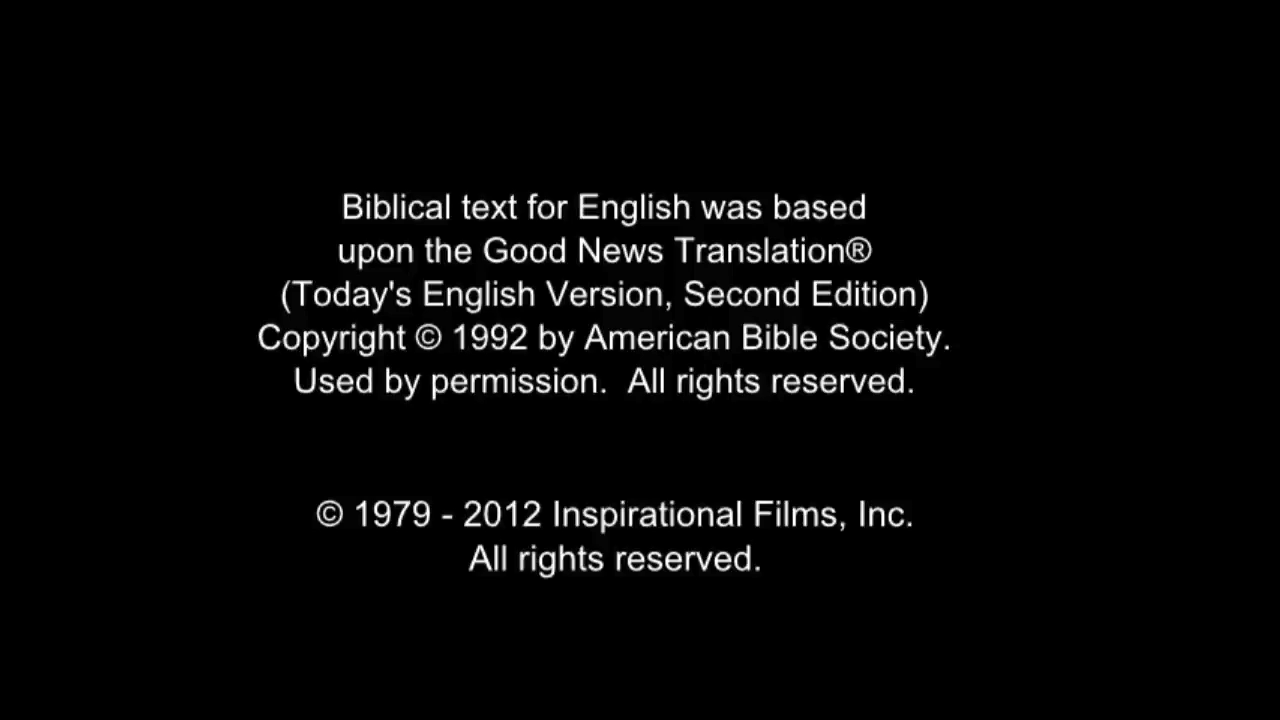 Biblical text for English was based
upon the Good News Translation®
(Today's English Version, Second Edition)
Copyright © 1992 by American Bible Society.
Used by permission.  All rights reserved.
© 1979 - 2012 Inspirational Films, Inc.
All rights reserved.